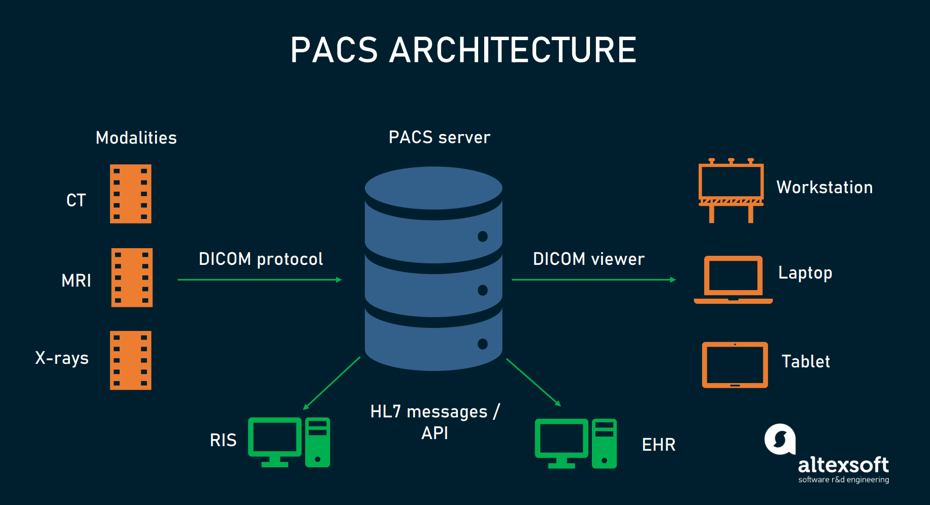 PACS ARCHITECTURE
Modalities
PACS server
CT
Workstation
MRI
DICOM protocol
DICOM viewer
Laptop
X-rays
Tablet
RIS
HL7 messages /
API
EHR
altexsoft
software r&d engineering